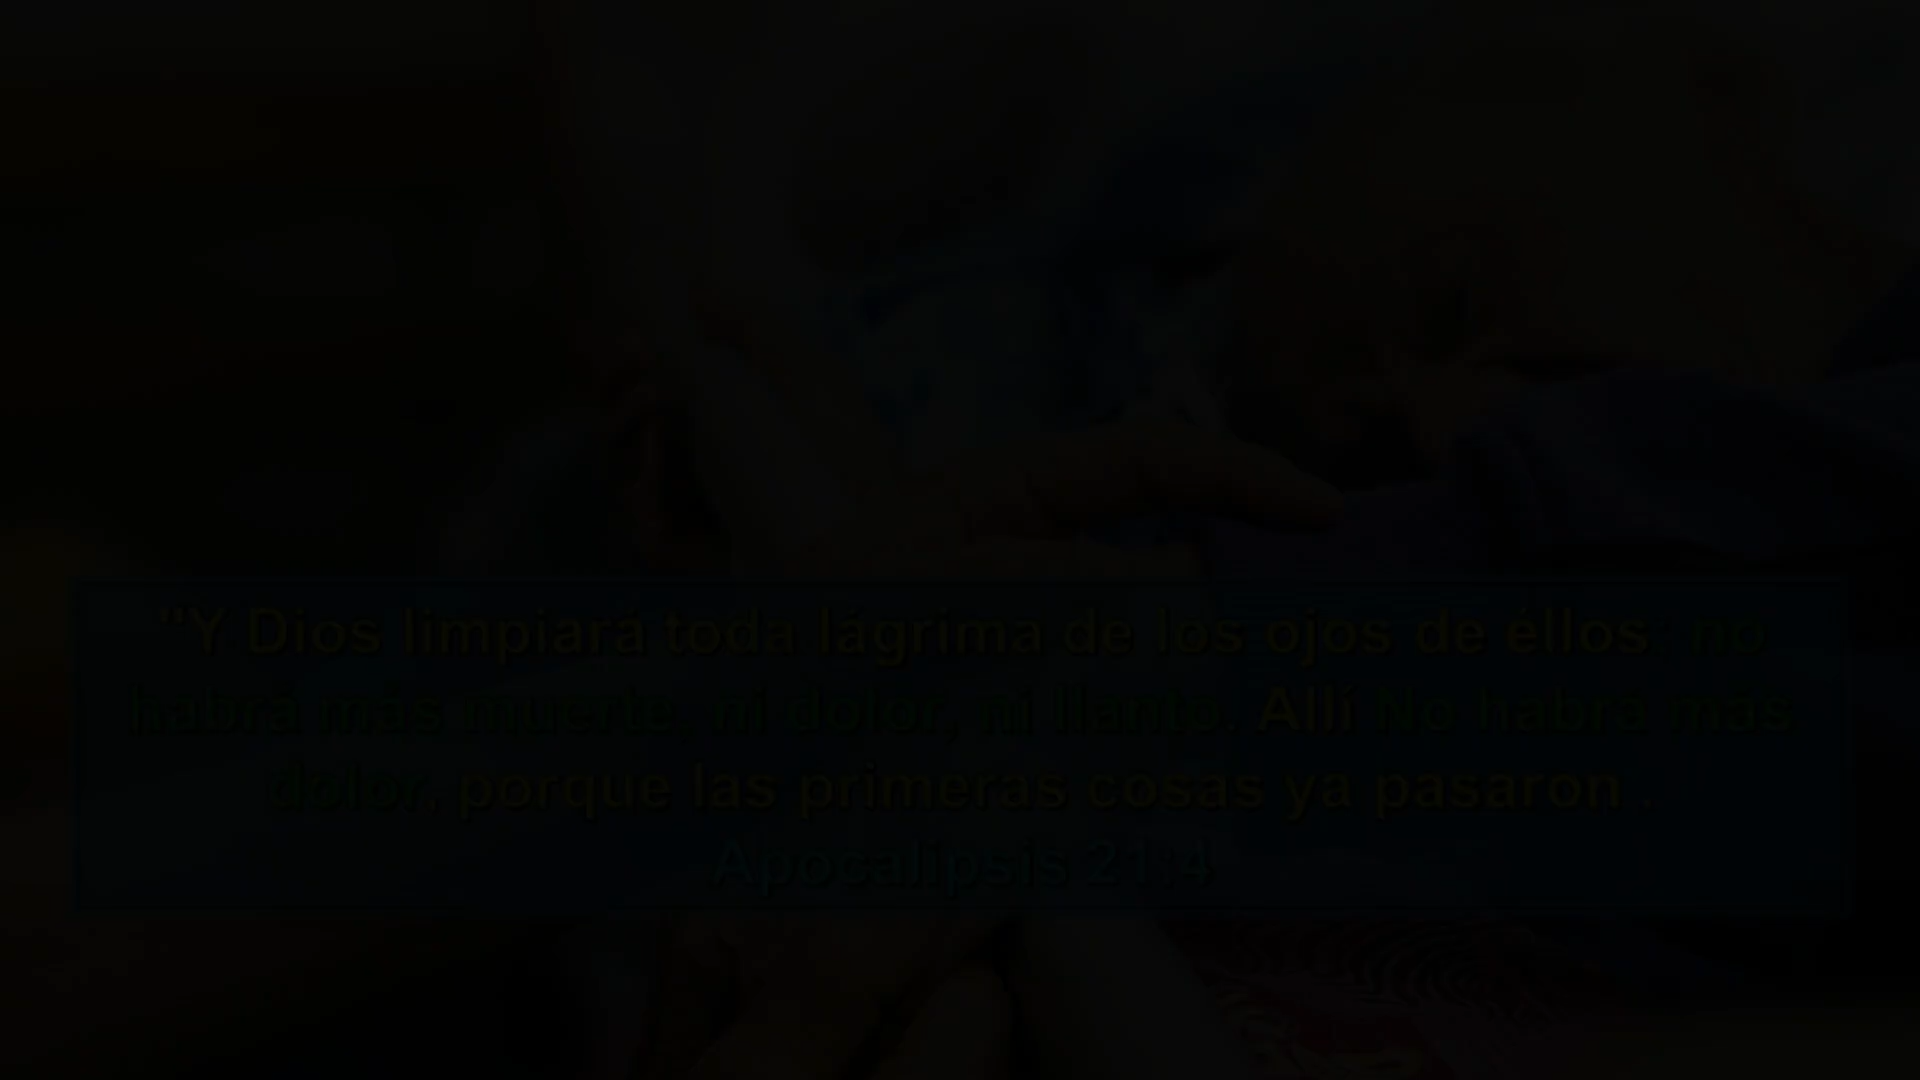 "Y Dios limpiará toda lágrima de los ojos de éllos: no
habrá más muerte, ni dolor, ni llanto. Allí No habrá más
dolor, porque las primeras cosas ya pasaron..
Apocalipsis 21:4